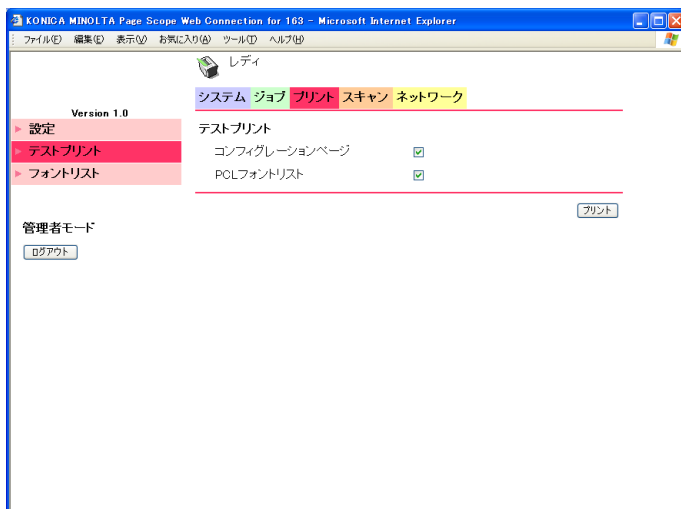 KONICA MINOLTA Page Scope Web Connection for 163 - Microsoft Internet Explorer
ファイル(F) 編集(E) 表示(V) お気に入り(A) ツール(T) ヘルプ(H)
レディ
システム ジョブ プリント スキャン ネットワーク
Version 1.0
設定
テストプリント
フォントリスト
テストプリント
コンフィグレーションページ
PCLフォントリスト
プリント
管理者モード
ログアウト